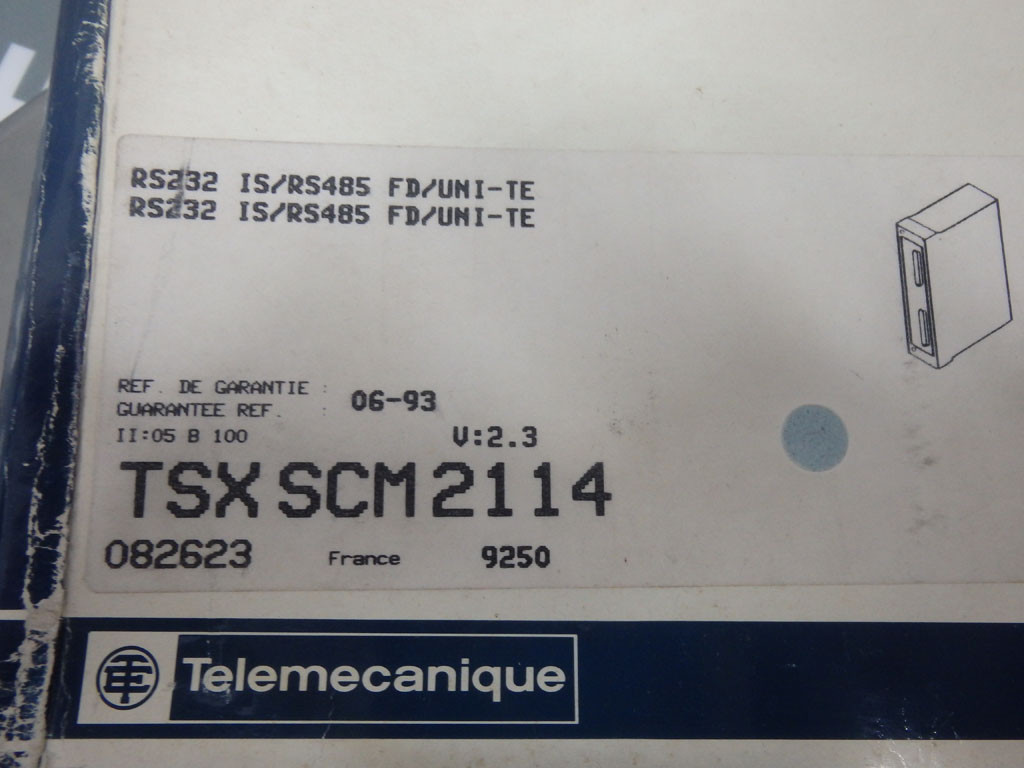 RS232 IS/RS485 FD/UNI-TE
RS232 IS/RS485 FD/UNI-TE
REF. DE GARANTIE :
GUARANTEE REF. : 06-93
II:05 B 100 V:2.3
TSX SCM 2114
082623 France 9250
TE Telemecanique